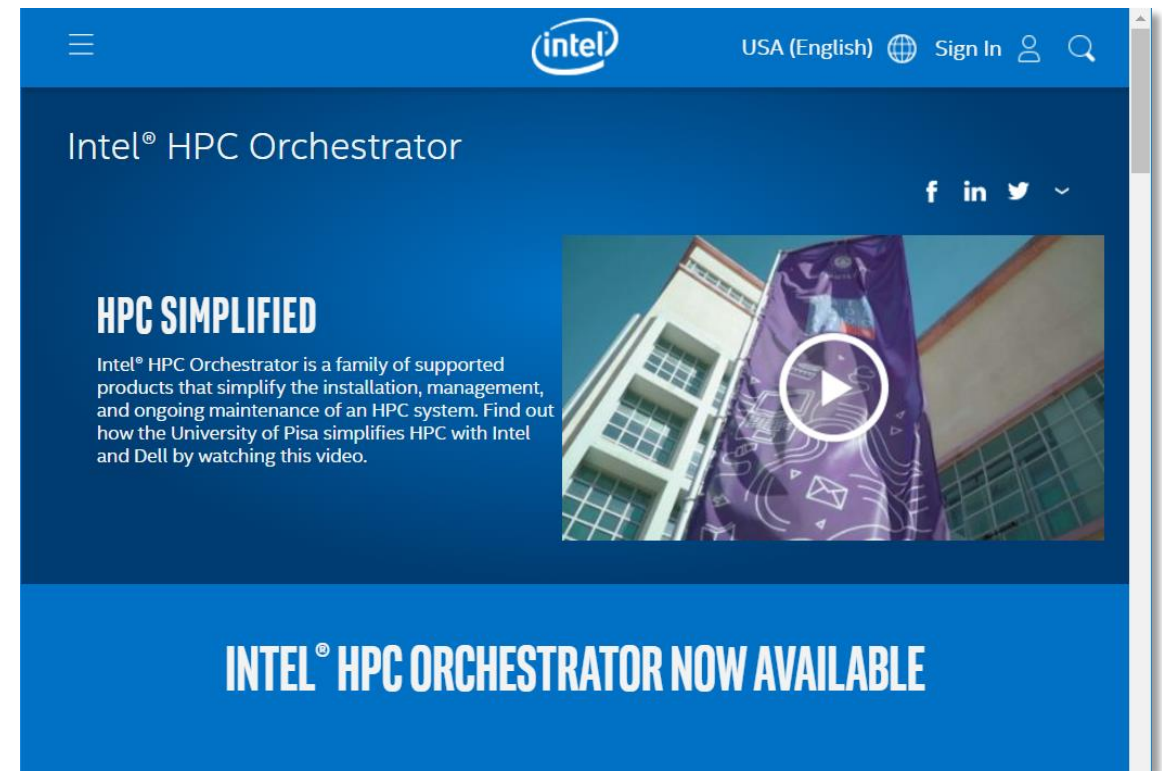 intel
USA (English)
Sign In
Intel® HPC Orchestrator
f in
HPC SIMPLIFIED
Intel® HPC Orchestrator is a family of supported
products that simplify the installation, management,
and ongoing maintenance of an HPC system. Find out
how the University of Pisa simplifies HPC with Intel
and Dell by watching this video.
INTEL® HPC ORCHESTRATOR NOW AVAILABLE